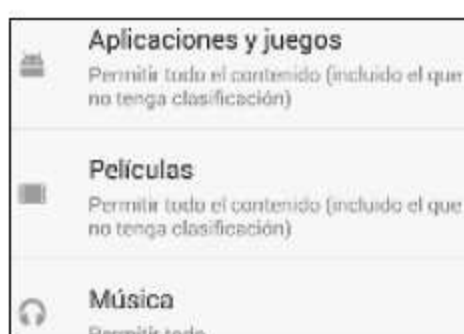 Aplicaciones y juegos
Permitir todo el contenido (incluido el que
no tenga clasificación)
Películas
Permitir todo el contenido (incluido el que
no tenga clasificación)
Música
Permitir todo